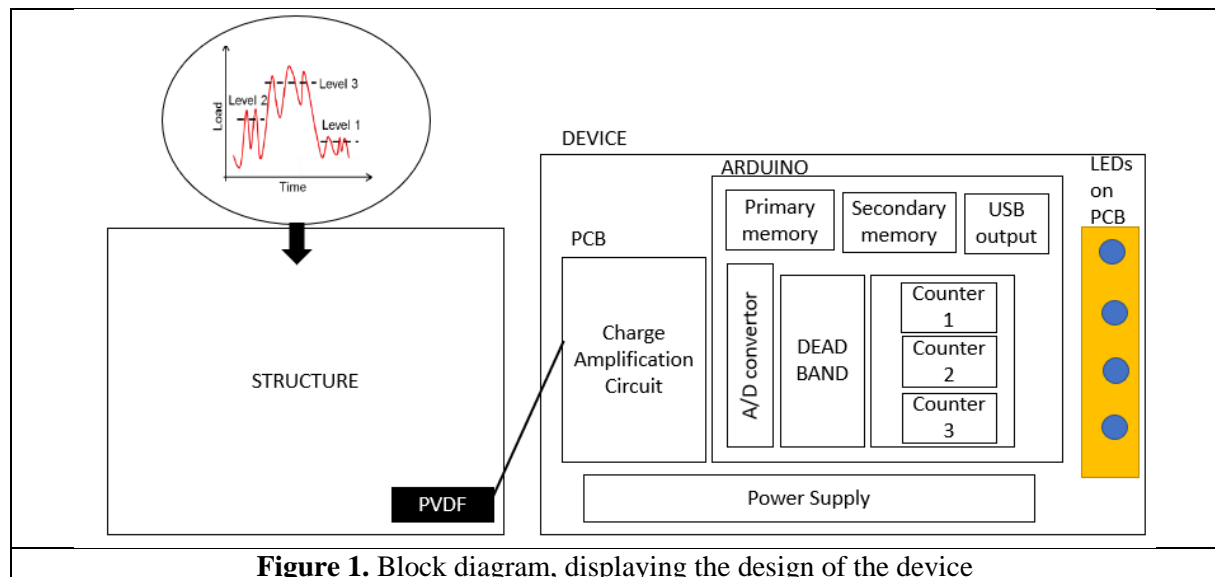 Level 3
Level 2
Level 1
Load
Time
STRUCTURE
PVDF
DEVICE
PCB
Charge
Amplification
Circuit
ARDUINO
Primary
memory
Secondary
memory
USB
output
A/D convertor
DEAD
BAND
Counter
1
Counter
2
Counter
3
LEDs
on
PCB
Power Supply
Figure 1. Block diagram, displaying the design of the device